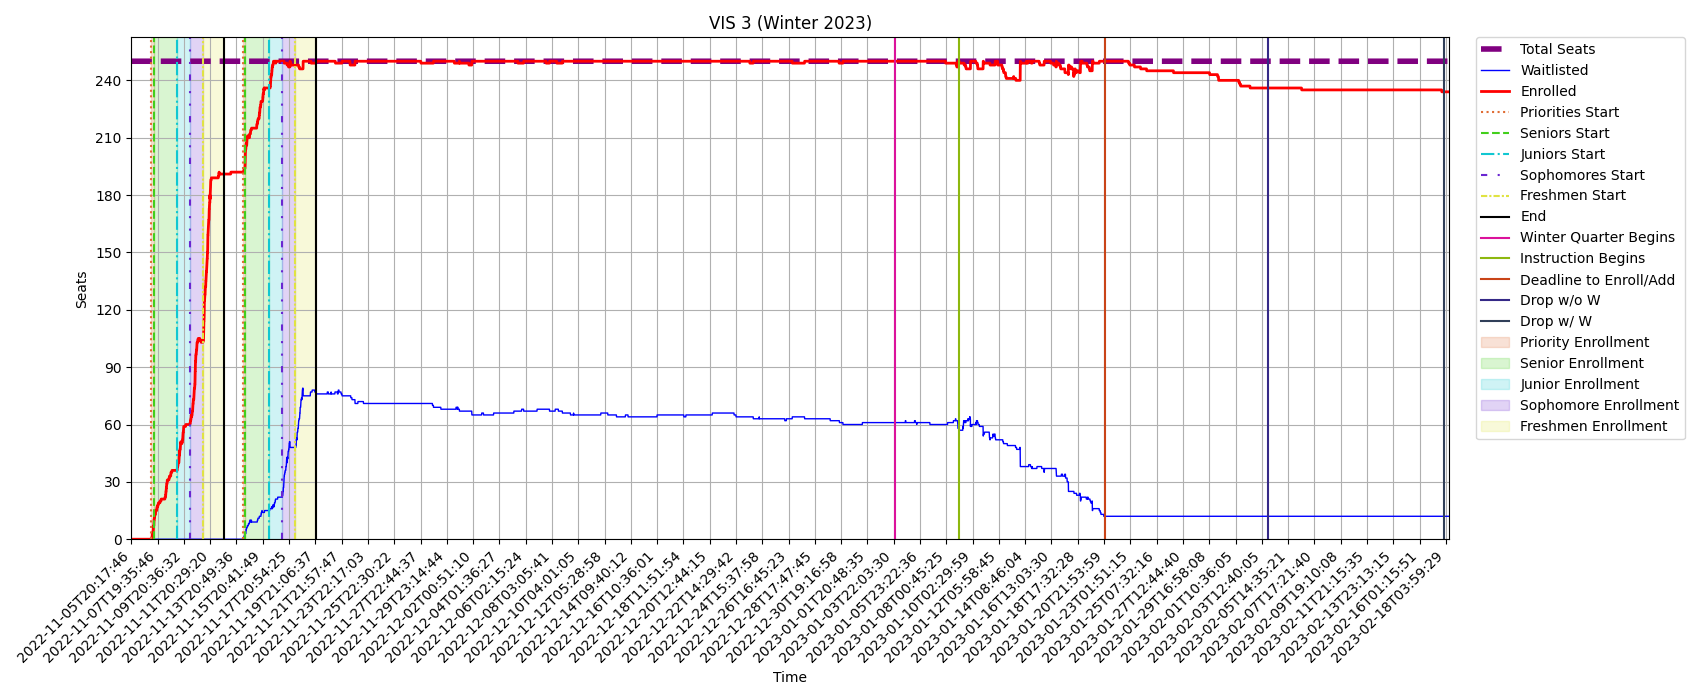 VIS 3 (Winter 2023)
Seats
240
210
180
150
120
90
60
30
0
2022-11-05T20:17:46
2022-11-07T19:35:46
2022-11-09T20:36:32
2022-11-11T20:29:20
2022-11-13T20:49:36
2022-11-15T20:41:49
2022-11-17T20:54:25
2022-11-19T21:06:37
2022-11-21T21:57:47
2022-11-23T22:17:03
2022-11-25T22:30:22
2022-11-27T22:44:37
2022-11-29T23:14:44
2022-12-02T00:51:10
2022-12-04T01:36:27
2022-12-06T02:15:24
2022-12-08T03:05:41
2022-12-10T04:01:05
2022-12-12T05:28:58
2022-12-14T09:40:12
2022-12-16T10:36:01
2022-12-18T11:51:54
2022-12-20T12:44:15
2022-12-22T14:29:42
2022-12-24T15:37:58
2022-12-26T16:45:23
2022-12-28T17:47:45
2022-12-30T19:16:58
2023-01-01T20:48:35
2023-01-03T22:03:30
2023-01-05T23:22:36
2023-01-08T00:45:25
2023-01-10T02:29:59
2023-01-12T05:58:45
2023-01-14T08:46:04
2023-01-16T13:03:30
2023-01-18T17:32:28
2023-01-20T21:53:59
2023-01-23T01:51:15
2023-01-25T07:32:16
2023-01-27T12:44:40
2023-01-29T16:58:08
2023-02-01T10:36:05
2023-02-03T12:40:05
2023-02-05T14:35:21
2023-02-07T17:21:40
2023-02-09T19:10:08
2023-02-11T21:15:35
2023-02-13T23:13:15
2023-02-16T01:15:51
2023-02-18T03:59:29
Time
Total Seats
Waitlisted
Enrolled
Priorities Start
Seniors Start
Juniors Start
Sophomores Start
Freshmen Start
End
Winter Quarter Begins
Instruction Begins
Deadline to Enroll/Add
Drop w/o W
Drop w/ W
Priority Enrollment
Senior Enrollment
Junior Enrollment
Sophomore Enrollment
Freshmen Enrollment